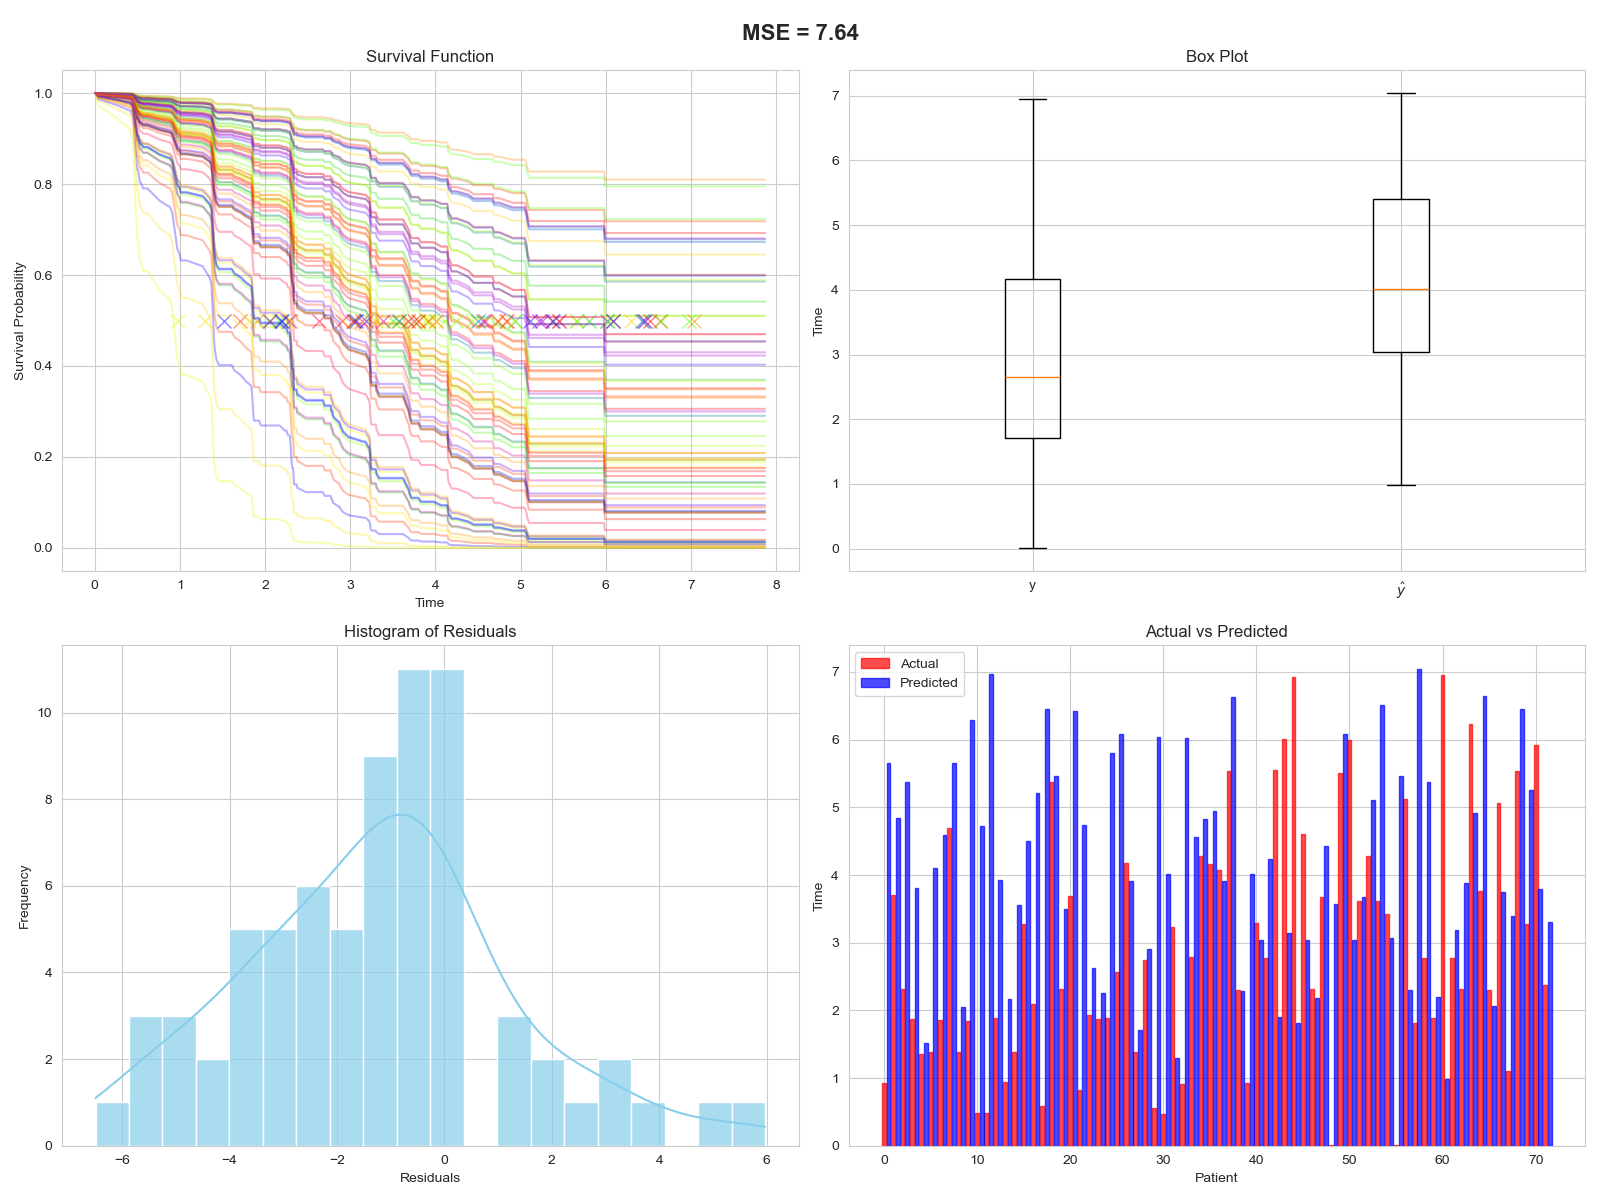 MSE = 7.64
Survival Function
1.0
0.8
0.6
0.4
0.2
0.0
Survival Probability
0 1 2 3 4 5 6 7 8
Time
Box Plot
7
6
5
4
3
2
1
0
Time
y ŷ
Histogram of Residuals
10
8
6
4
2
0
Frequency
−6 −4 −2 0 2 4 6
Residuals
Actual vs Predicted
Actual
Predicted
7
6
5
4
3
2
1
0
Time
0 10 20 30 40 50 60 70
Patient